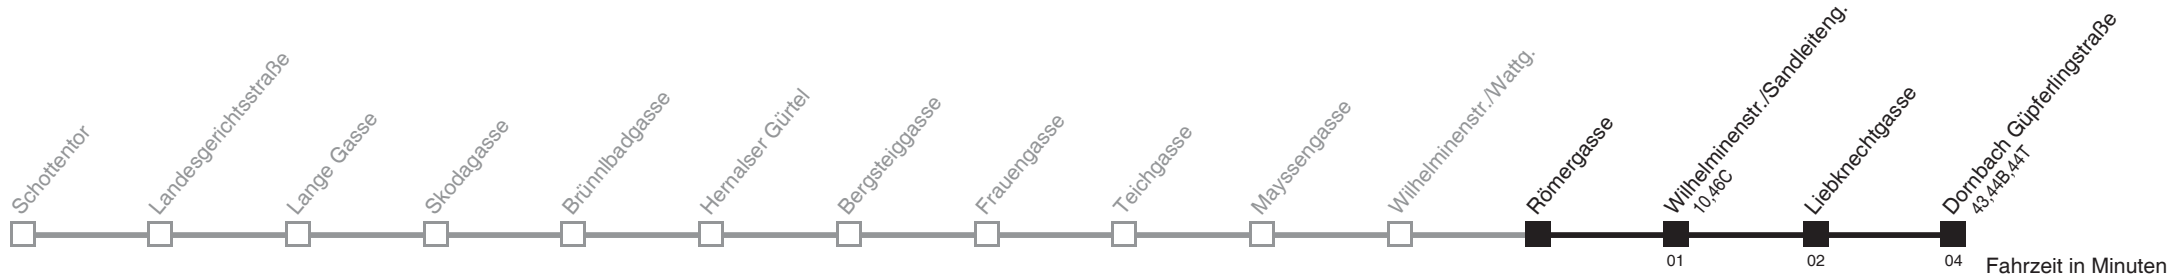 Schottentor
Landesgerichtsstraße
Lange Gasse
Skodagasse
Brünnlbadgasse
Hernalser Gürtel
Bergsteiggasse
Frauengasse
Teichgasse
Mayssengasse
Wilhelminenstr./Wattg.
Römergasse
Wilhelminenstr./Sandleiteng.
10,46C
Liebknechtgasse
Dornbach Güpferlingstraße
43,44B,44T
01
02
04
Fahrzeit in Minuten